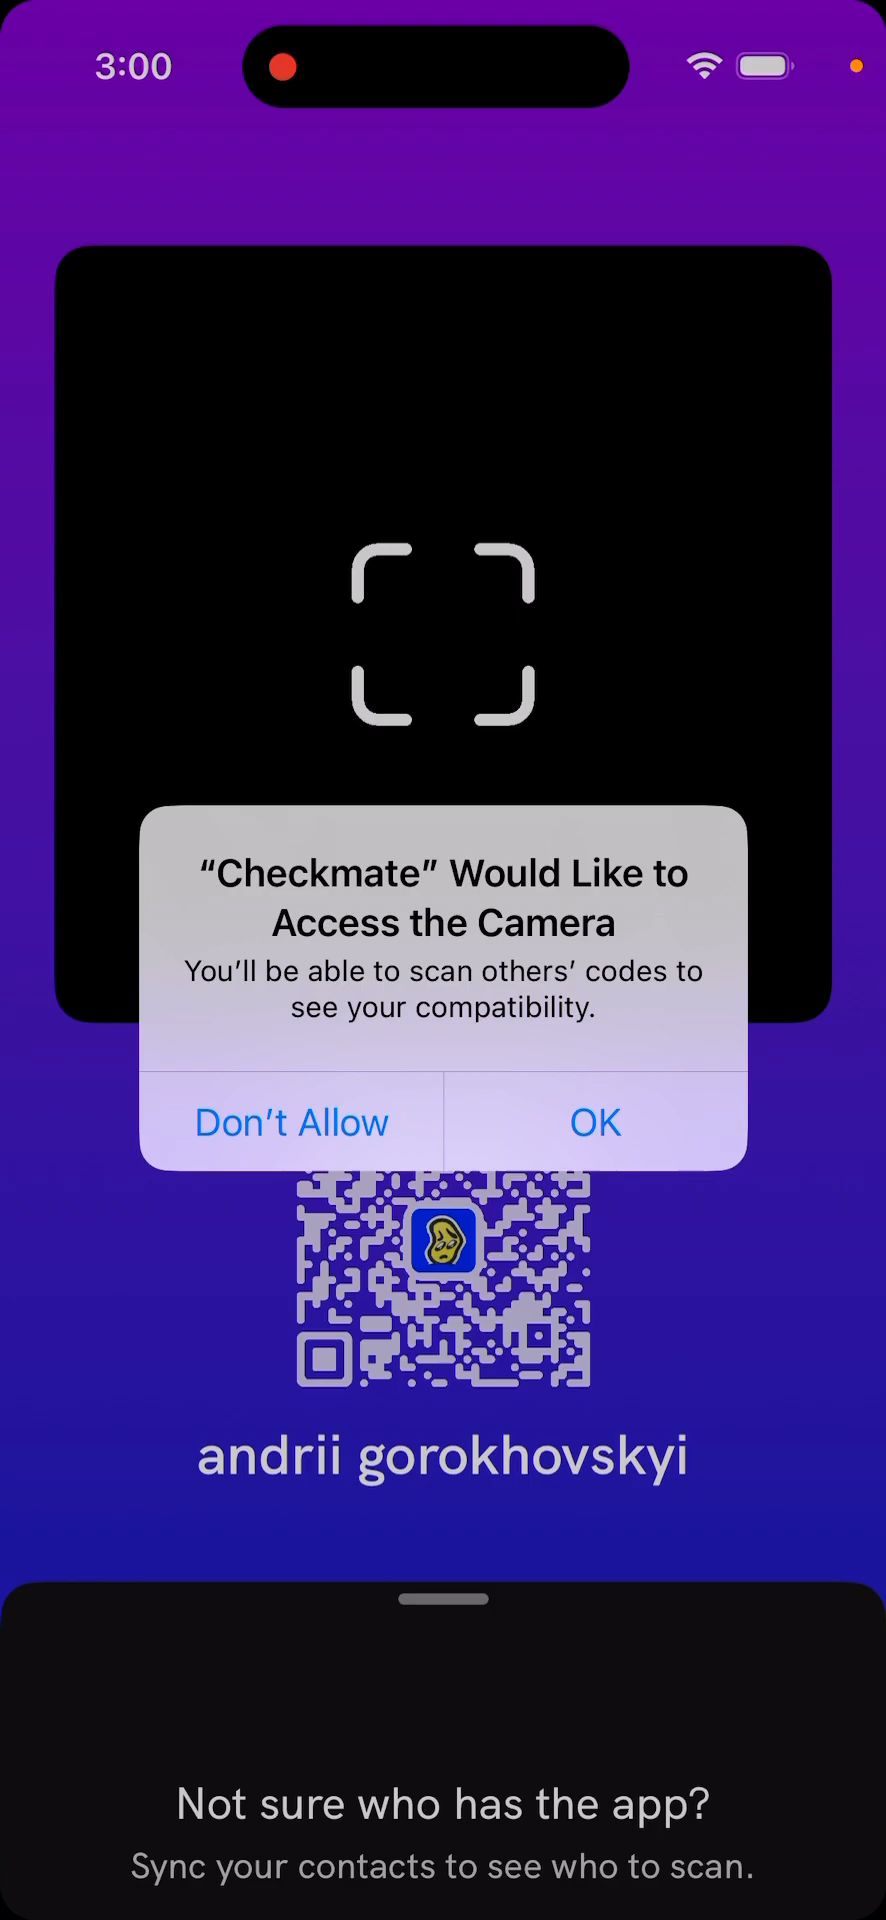 3:00
“Checkmate” Would Like to
Access the Camera
You’ll be able to scan others’ codes to
see your compatibility.
Don’t Allow
OK
andrii gorokhovskyi
Not sure who has the app?
Sync your contacts to see who to scan.